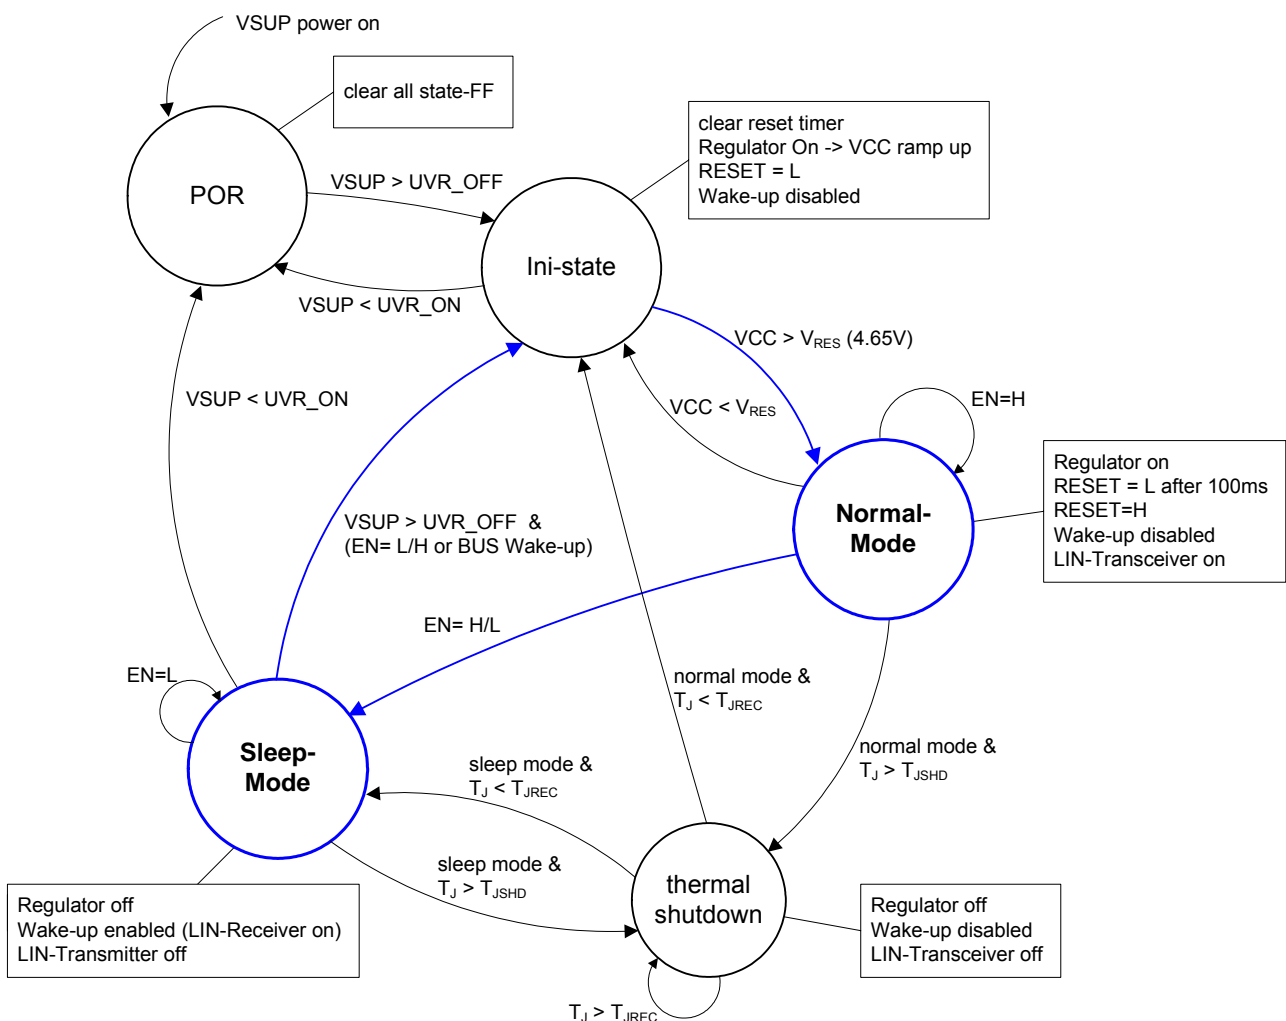 VSUP power on
clear all state-FF
clear reset timer
Regulator On -> VCC ramp up
RESET = L
Wake-up disabled
POR
VSUP > UVR_OFF
Ini-state
VSUP < UVR_ON
VCC > VRES (4.65V)
VSUP < UVR_ON
VCC < VRES
EN=H
Regulator on
RESET = L after 100ms
RESET=H
Wake-up disabled
LIN-Transceiver on
Normal-
Mode
VSUP > UVR_OFF &
(EN= L/H or BUS Wake-up)
EN= H/L
EN=L
normal mode &
TJ < TJREC
Sleep-
Mode
normal mode &
TJ > TJSHD
sleep mode &
TJ < TJREC
sleep mode &
TJ > TJSHD
thermal
shutdown
Regulator off
Wake-up enabled (LIN-Receiver on)
LIN-Transmitter off
Regulator off
Wake-up disabled
LIN-Transceiver off
TJ > TJREC